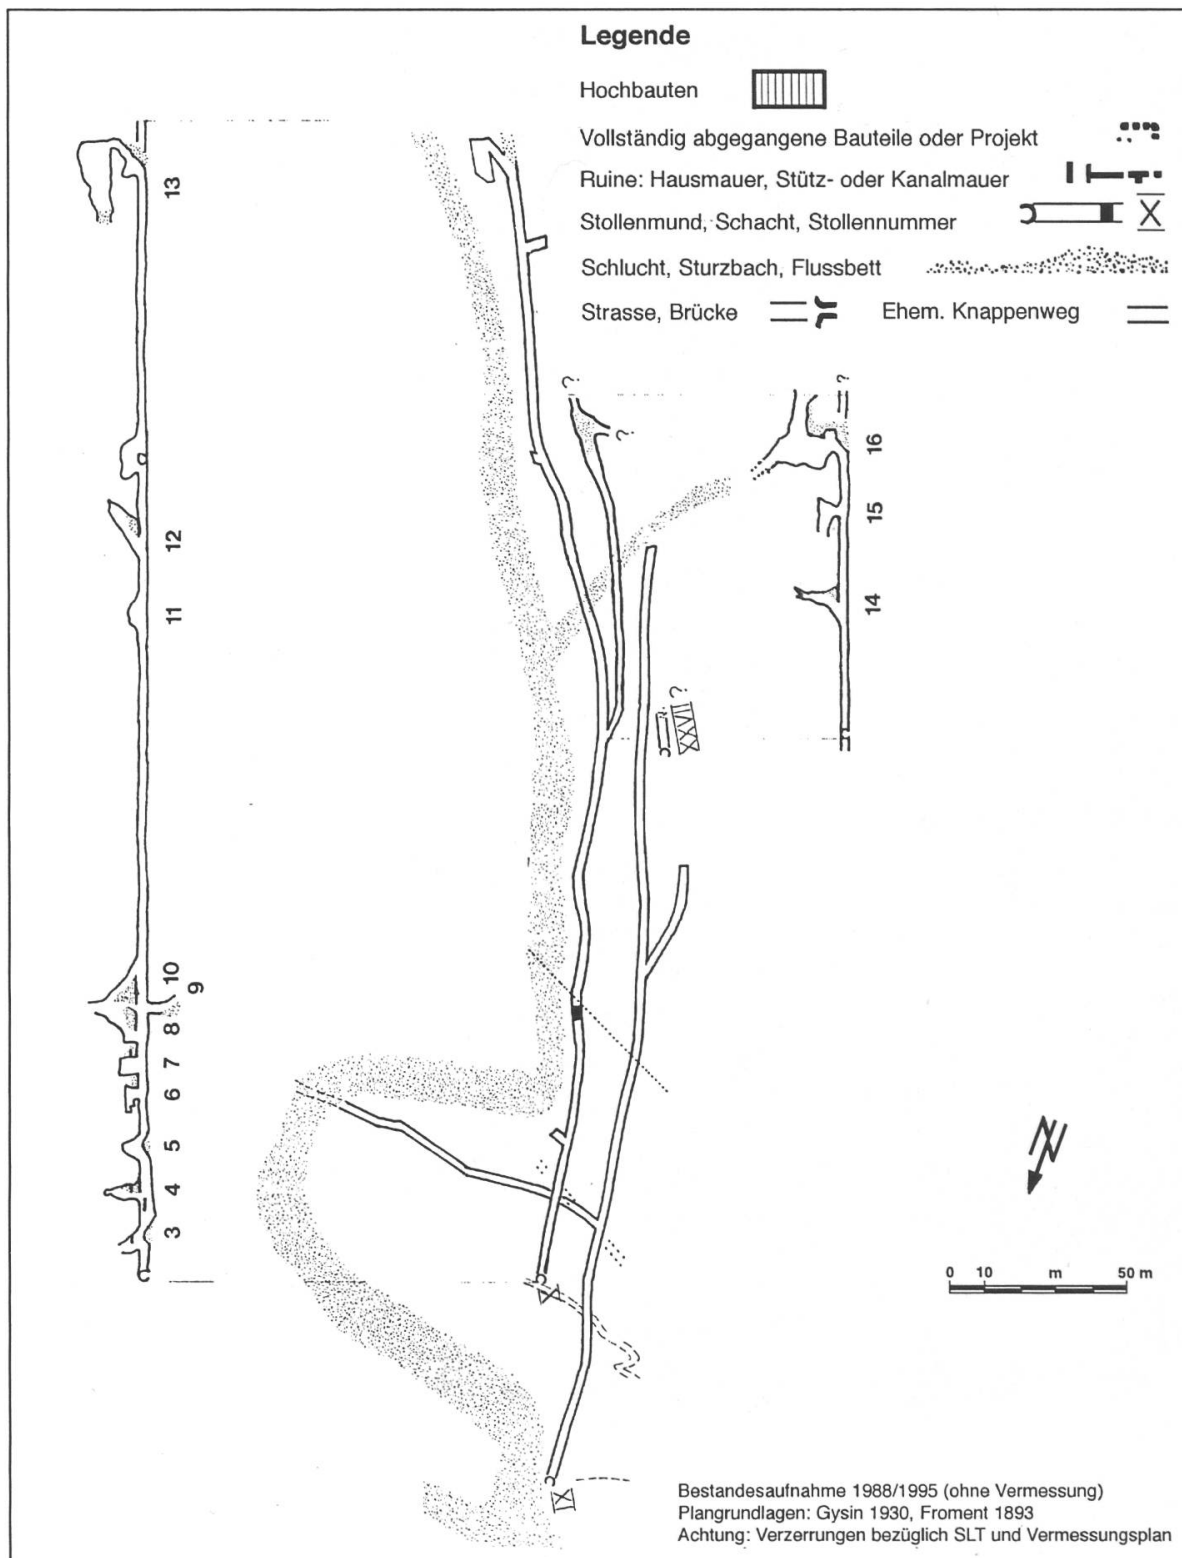 Legende
Hochbauten
Vollständig abgegangene Bauteile oder Projekt
Ruine: Hausmauer, Stütz- oder Kanalmauer
Stollenmund, Schacht, Stollennummer
X
Schlucht, Sturzbach, Flussbett
Strasse, Brücke
Ehem. Knappenweg
13
12
11
10
9
8
7
6
5
4
3
?
?
?
16
15
14
?
XXVII
X
XI
N
0 10 m 50 m
Bestandesaufnahme 1988/1995 (ohne Vermessung)
Plangrundlagen: Gysin 1930, Froment 1893
Achtung: Verzerrungen bezüglich SLT und Vermessungsplan